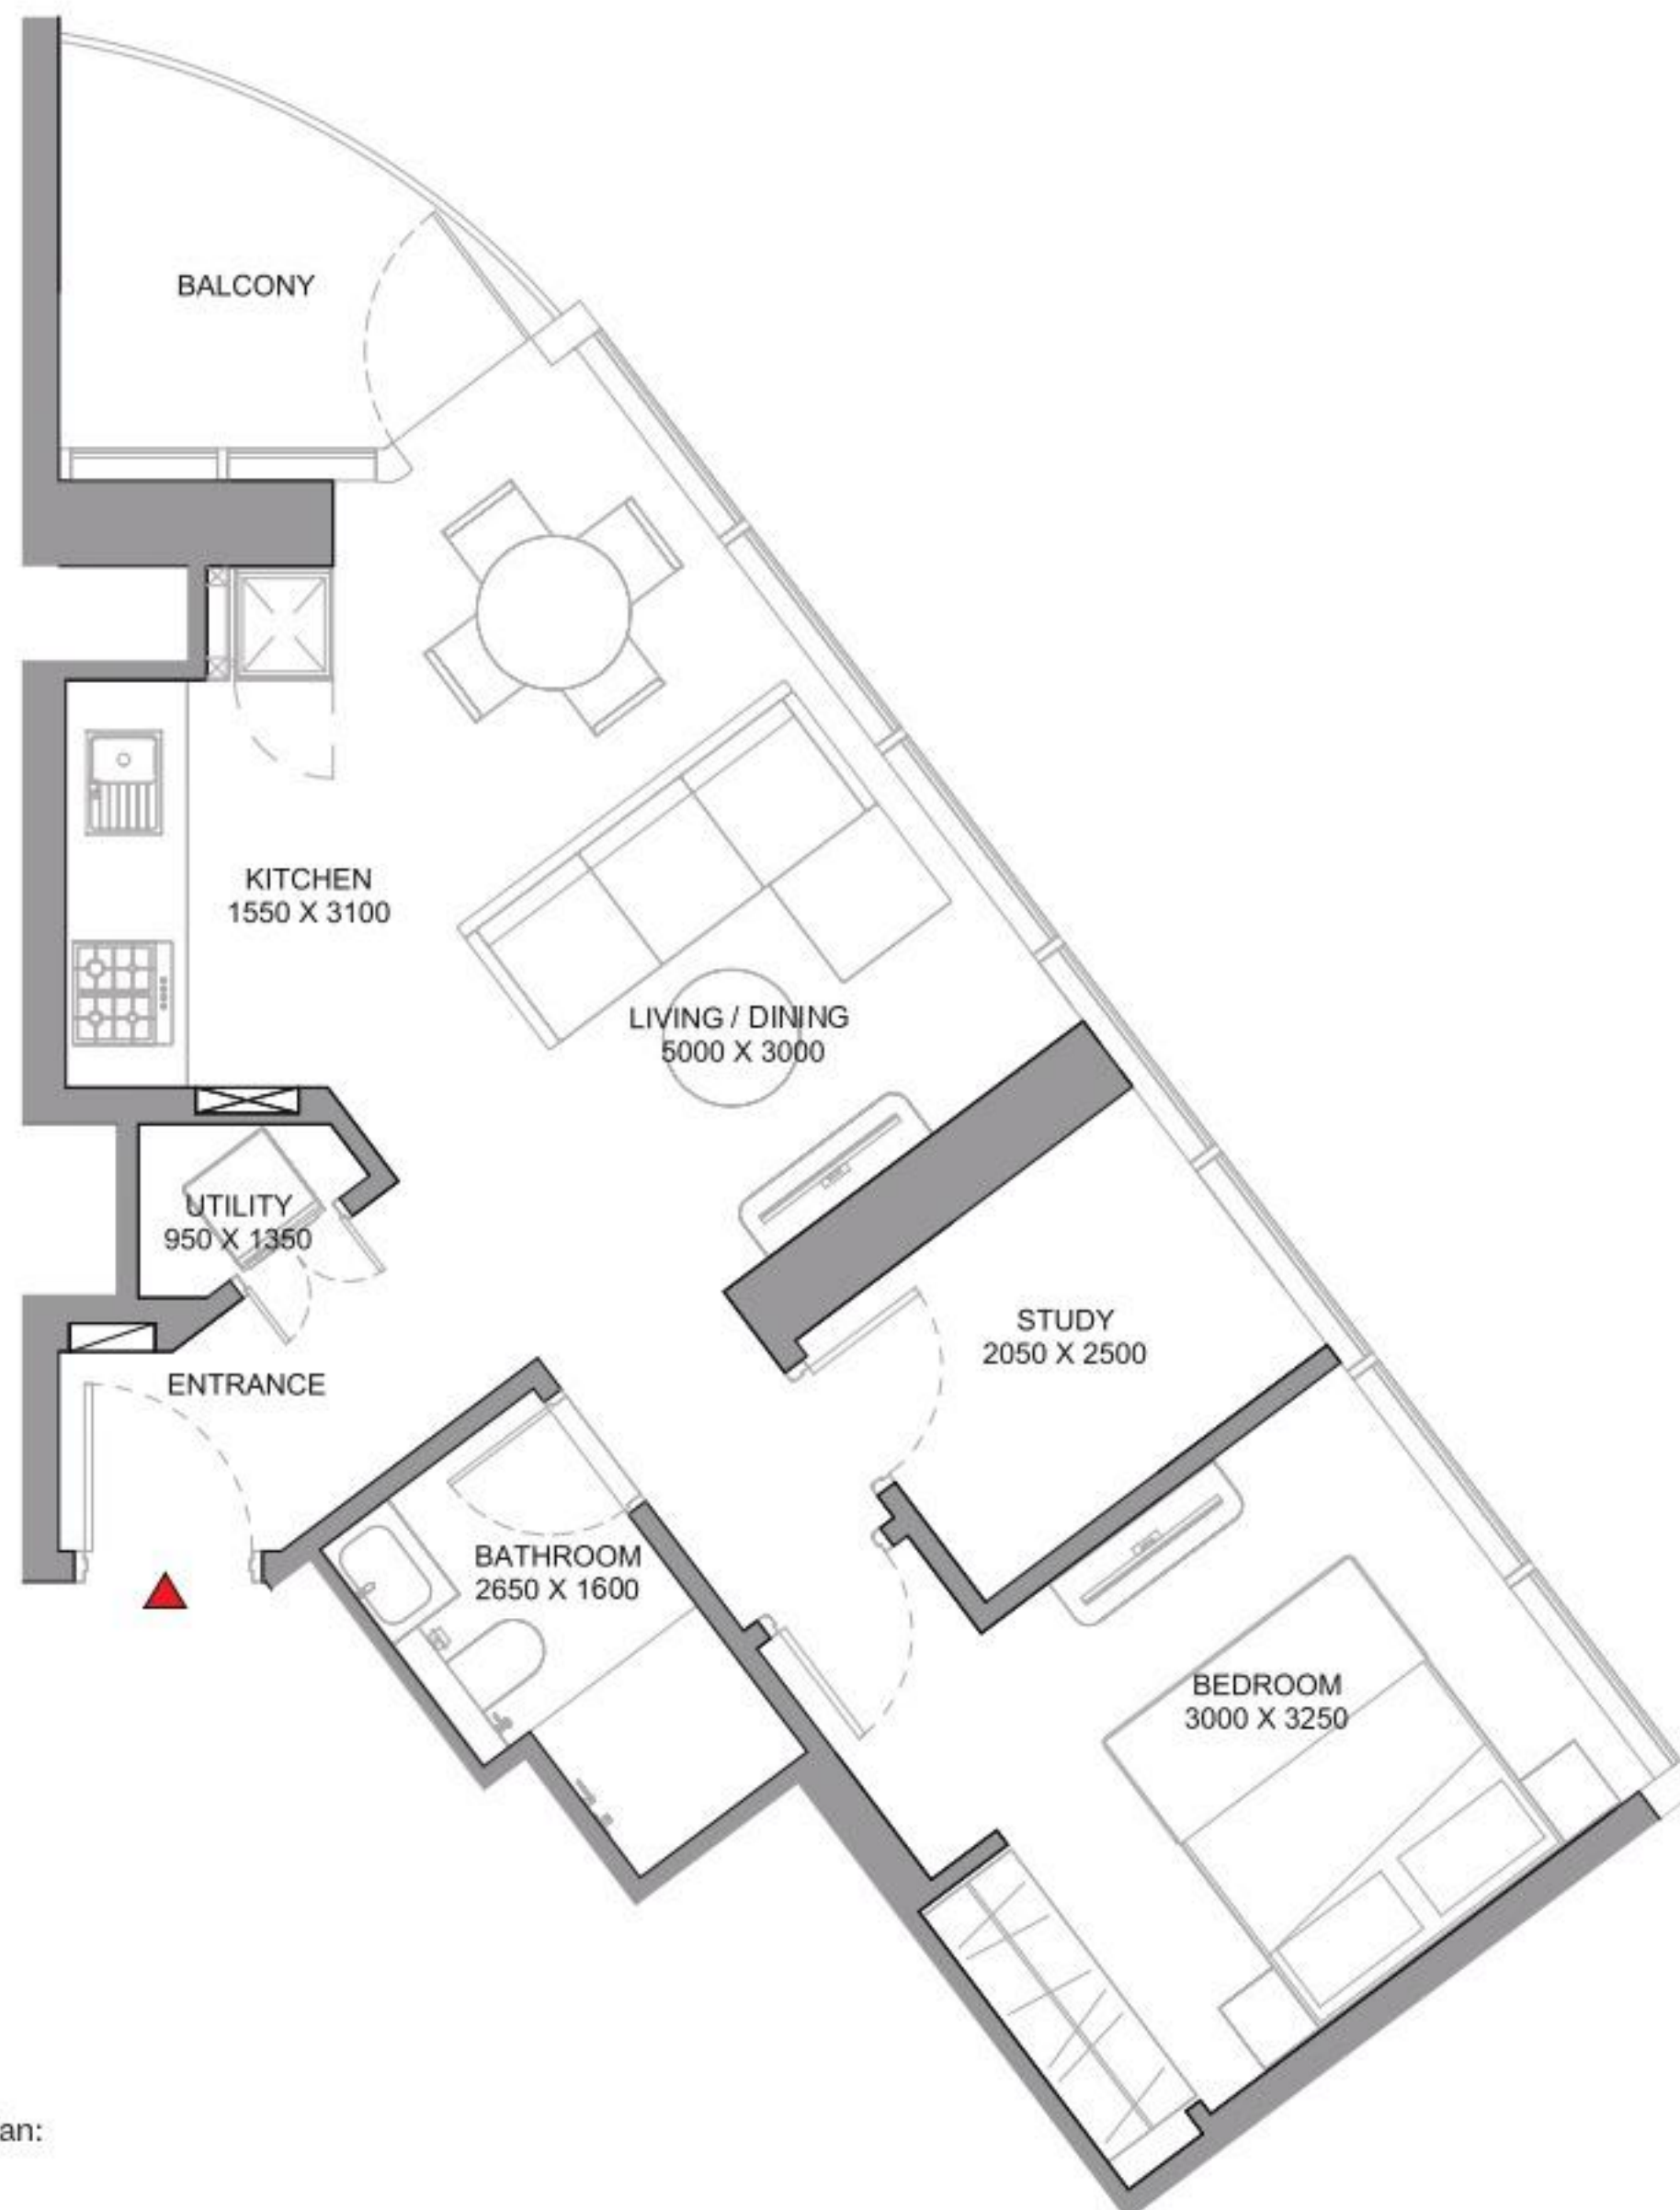 BALCONY
KITCHEN
1550 X 3100
LIVING / DINING
5000 X 3000
UTILITY
950 X 1350
STUDY
2050 X 2500
ENTRANCE
BATHROOM
2650 X 1600
BEDROOM
3000 X 3250
an: